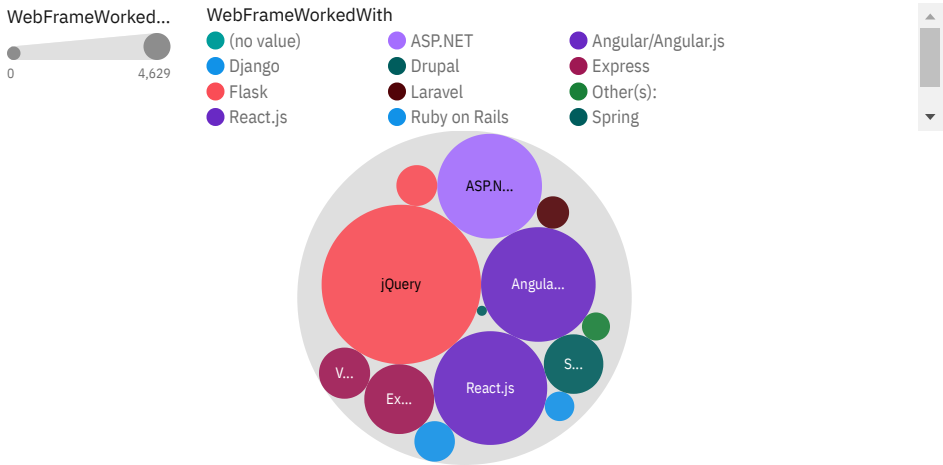 WebFrameWorked...
0 4,629
WebFrameWorkedWith
(no value) ASP.NET Angular/Angular.js
Django Drupal Express
Flask Laravel Other(s):
React.js Ruby on Rails Spring
ASP.N...
jQuery Angula...
S...
V... Ex... React.js